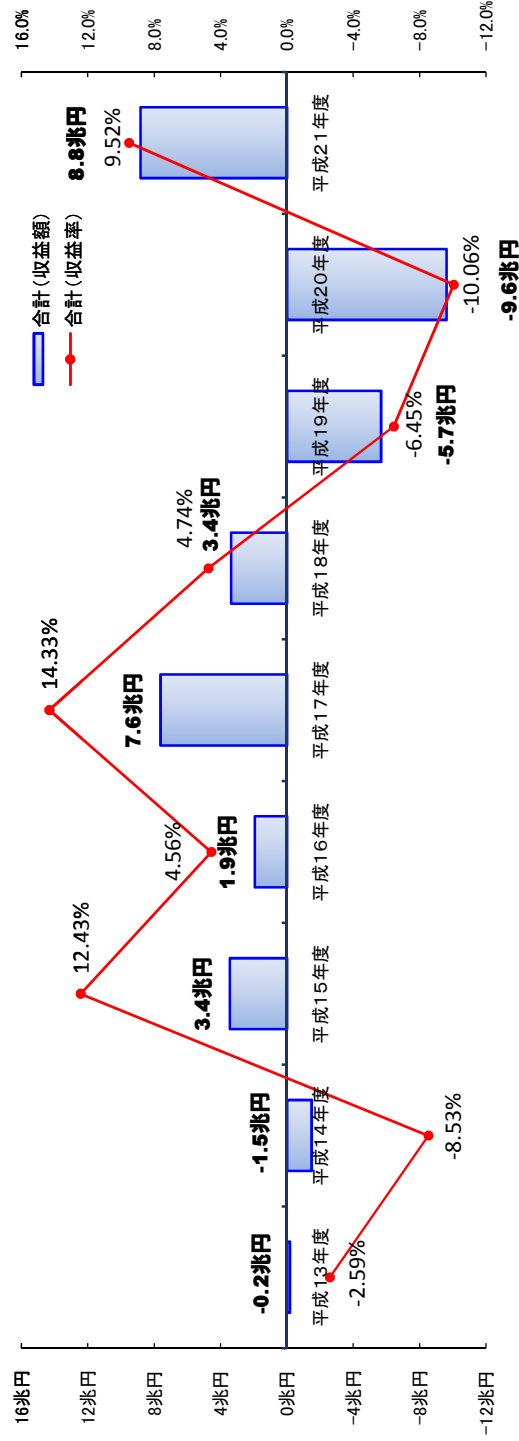 合計(収益額)
合計(収益率)
16兆円
12兆円
8兆円
4兆円
0兆円
-4兆円
-8兆円
-12兆円
16.0%
12.0%
8.0%
4.0%
0.0%
-4.0%
-8.0%
-12.0%
-0.2兆円
平成13年度
-2.59%
-1.5兆円
平成14年度
-8.53%
12.43%
3.4兆円
平成15年度
4.56%
1.9兆円
平成16年度
14.33%
7.6兆円
平成17年度
4.74%
3.4兆円
平成18年度
平成19年度
-6.45%
-5.7兆円
平成20年度
-10.06%
-9.6兆円
8.8兆円
9.52%
平成21年度